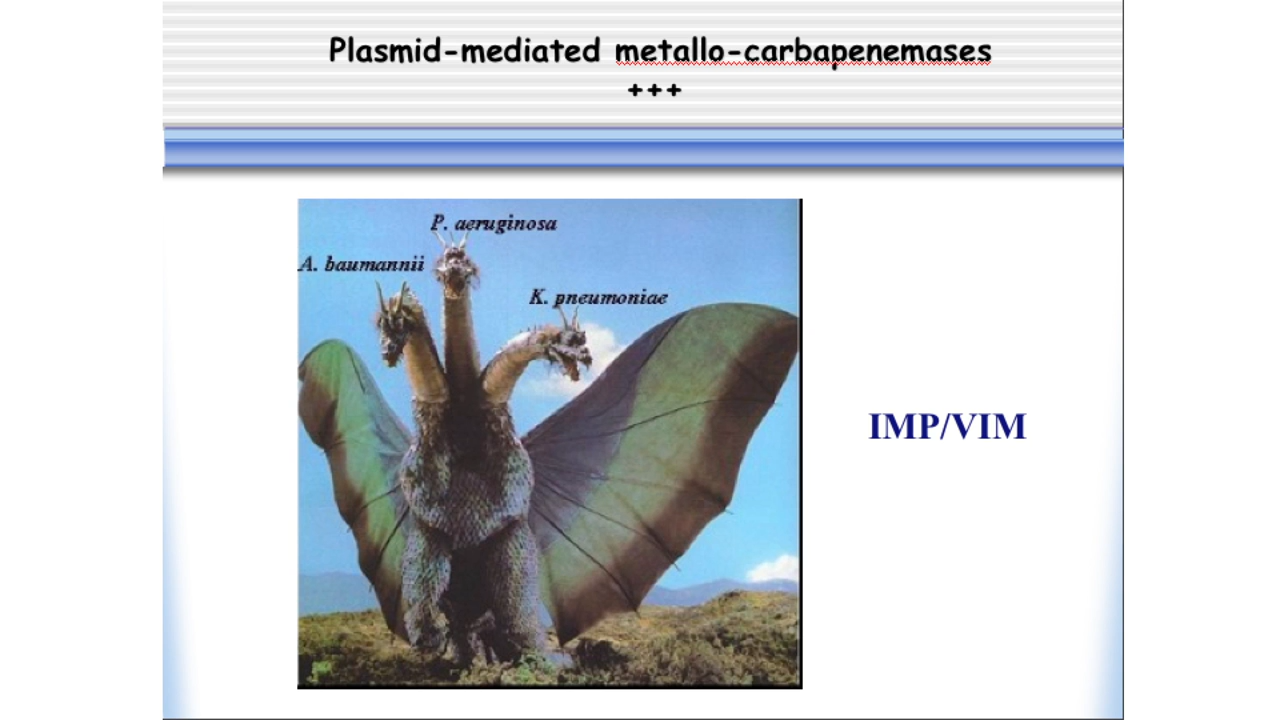 Plasmid-mediated metallo-carbapenemases
+++
P. aeruginosa
A. baumannii
K. pneumoniae
IMP/VIM